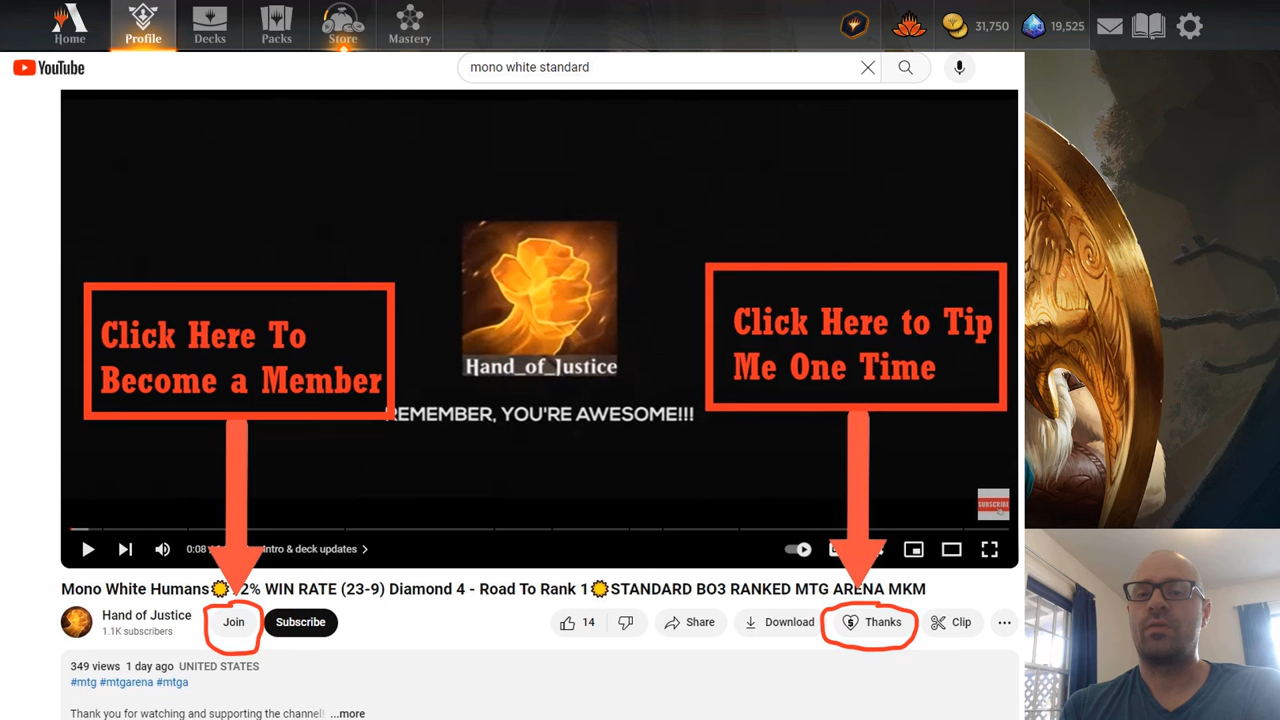 Home
Profile
Decks
Packs
Store
Mastery
31,750
19,525
YouTube
mono white standard
Hand_of_Justice
Click Here To
Become a Member
Click Here to Tip
Me One Time
REMEMBER, YOU'RE AWESOME!!!
SUBSCRIBE
0:08
Intro & deck updates
Mono White Humans 2% WIN RATE (23-9) Diamond 4 - Road To Rank 1 STANDARD BO3 RANKED MTG ARENA MKM
Hand of Justice
1.1K subscribers
Join
Subscribe
14
Share
Download
Thanks
Clip
349 views 1 day ago UNITED STATES
#mtg #mtgarena #mtga
Thank you for watching and supporting the channel! ...more